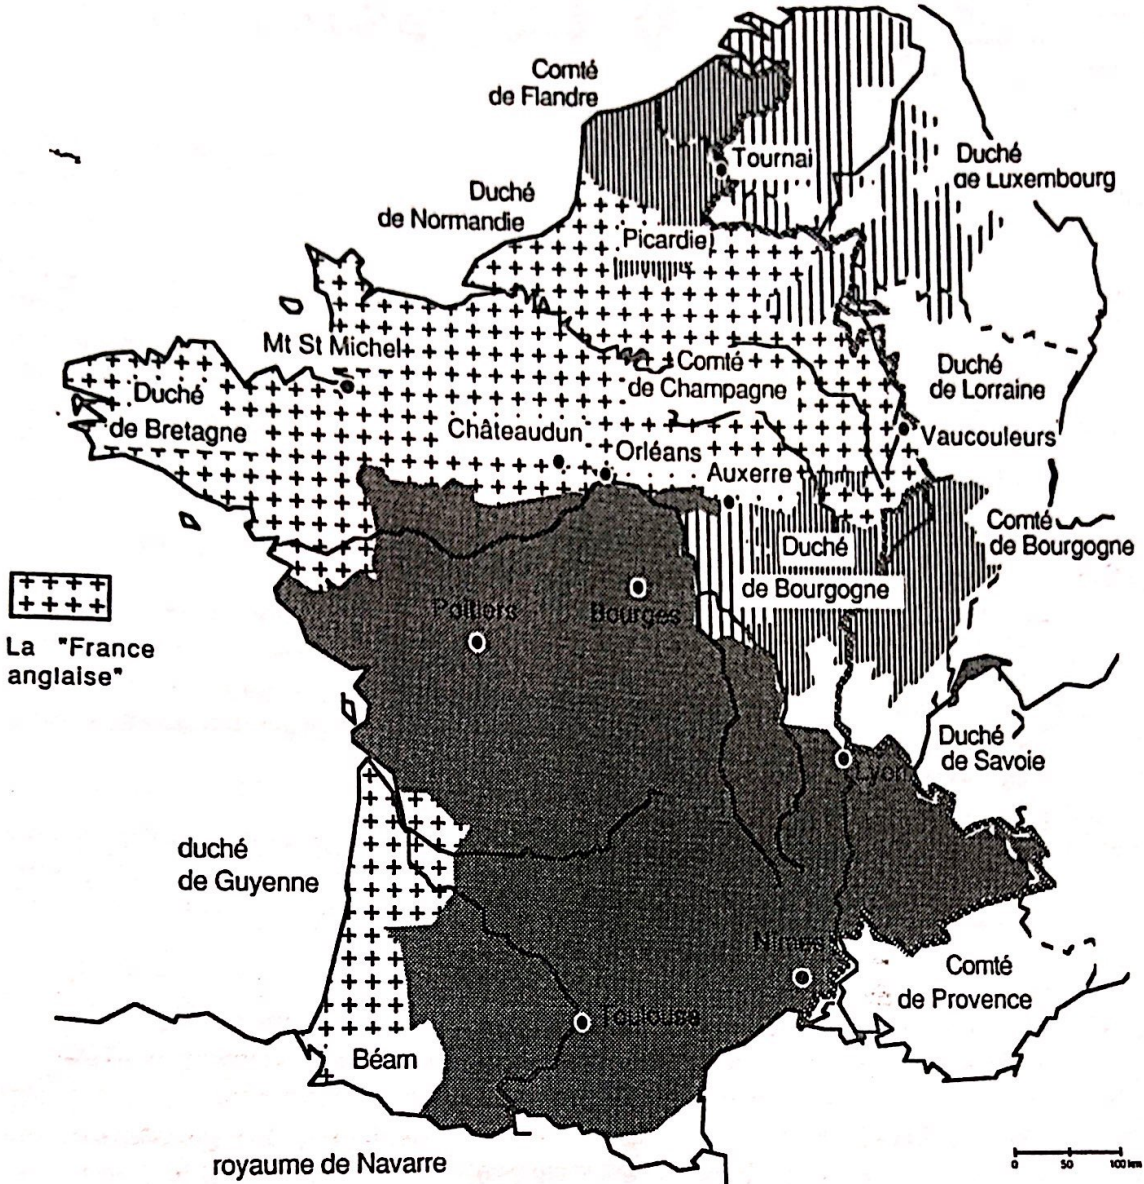 Comté
de Flandre
Tournai
Duché
de Luxembourg
Duché
de Normandie
Picardie
Mt St Michel
Comté
de Champagne
Duché
de Lorraine
Duché
de Bretagne
Châteaudun
Orléans
Vaucouleurs
Auxerre
Comté
de Bourgogne
Duché
de Bourgogne
Poitiers
Bourges
La "France
anglaise"
Duché
de Savoie
Lyon
duché
de Guyenne
Nîmes
Comté
de Provence
Toulouse
Béarn
royaume de Navarre
0 50 100 km